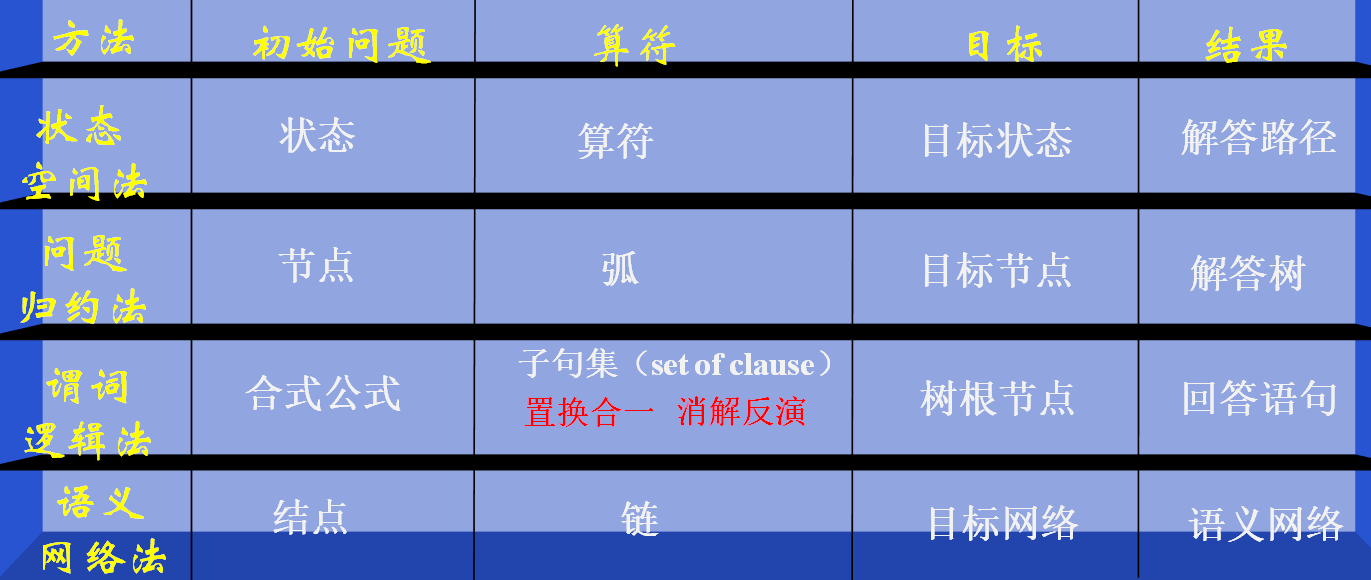 方法 初始问题 算符 目标 结果
状态
空间法
状态 算符 目标状态 解答路径
问题
归约法
节点 弧 目标节点 解答树
谓词
逻辑法
合式公式
子句集（set of clause）
置换合一 消解反演
树根节点 回答语句
语义
网络法
结点 链 目标网络 语义网络